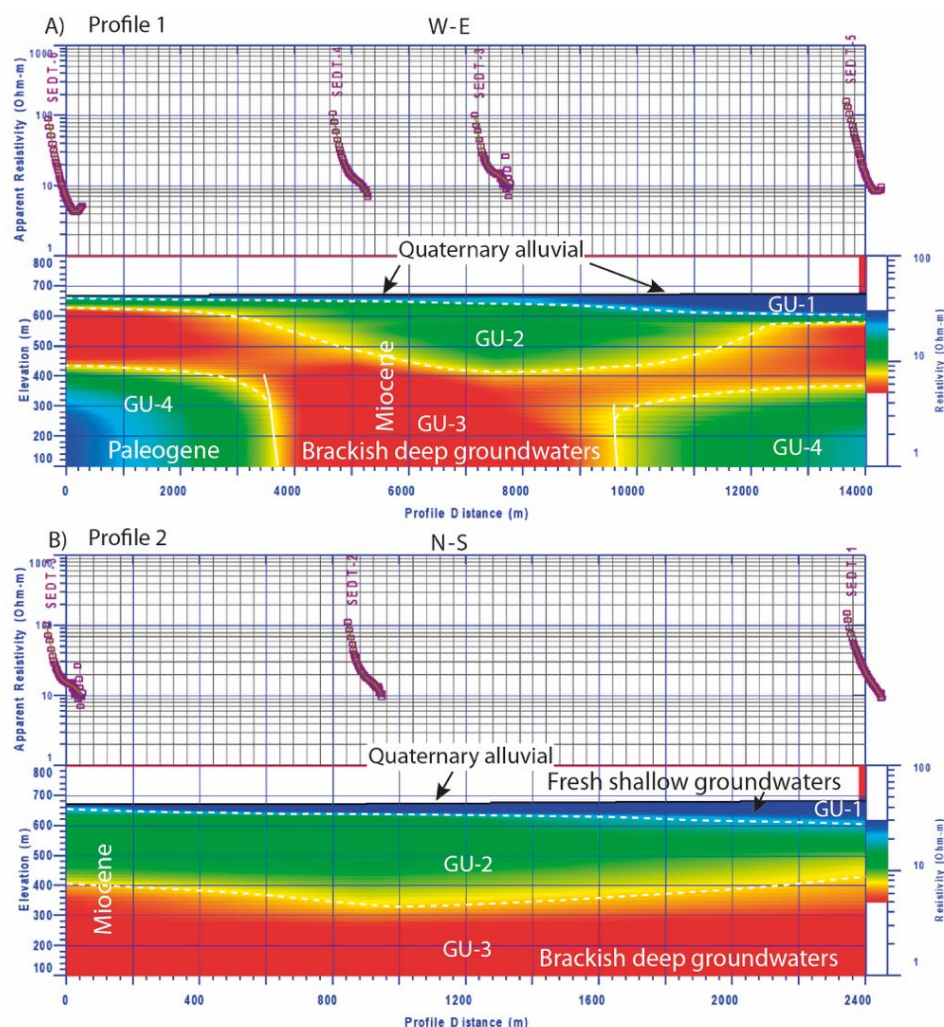 A) Profile 1 W-E
Apparent Resistivity (Ohm-m)
1000
100
10
1
SEDT-4
SEDT-3
SEDT-5
Quaternary alluvial
Elevation (m)
800
700
600
500
400
300
200
100
GU-1
GU-2
Miocene
GU-4
GU-3
Paleogene
Brackish deep groundwaters
GU-4
100
10
1
Resistivity (Ohm-m)
0 2000 4000 6000 8000 10000 12000 14000
Profile Distance (m)
B) Profile 2 N-S
Apparent Resistivity (Ohm-m)
1000
100
10
1
SEDT-2
SEDT-1
Quaternary alluvial
Fresh shallow groundwaters
Elevation (m)
800
700
600
500
400
300
200
100
GU-1
Miocene
GU-2
GU-3
Brackish deep groundwaters
100
10
1
Resistivity (Ohm-m)
0 400 800 1200 1600 2000 2400
Profile Distance (m)